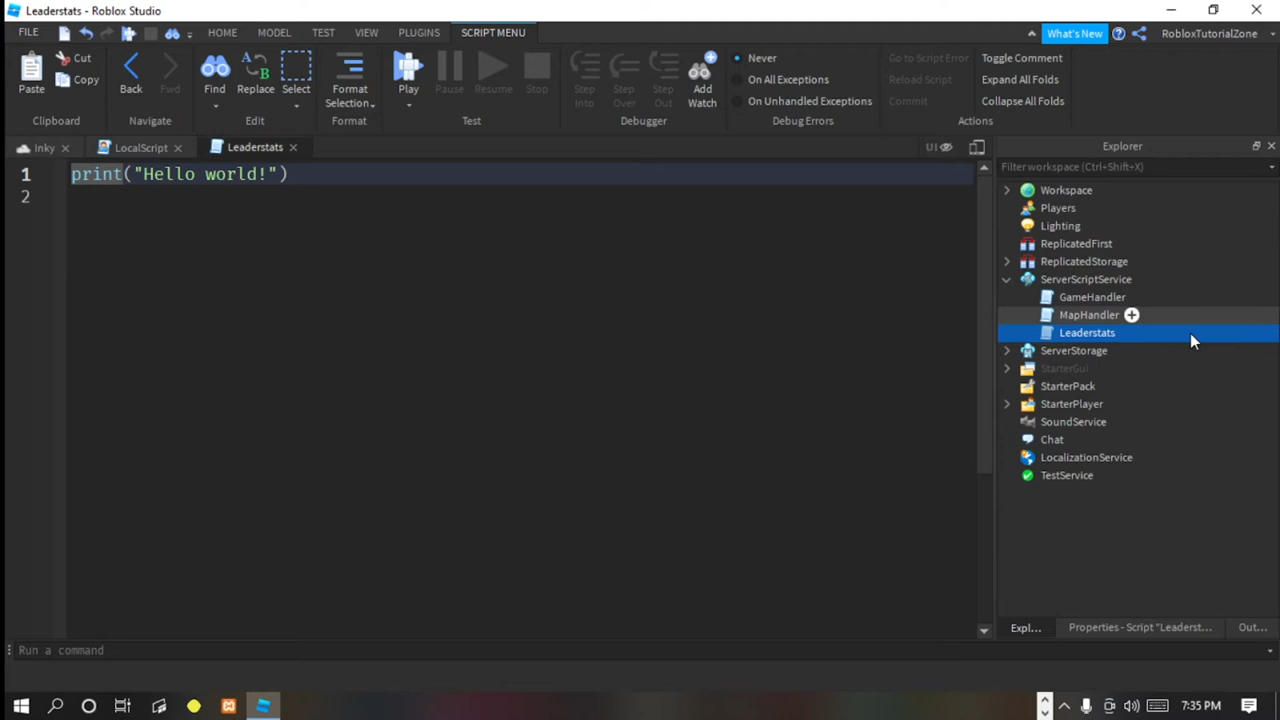 Leaderstats - Roblox Studio
FILE HOME MODEL TEST VIEW PLUGINS SCRIPT MENU What's New RobloxTutorialZone
Paste Cut Copy Clipboard
Back Fwd Navigate
Find Replace Select Edit
Format Selection Format
Play Pause Resume Stop Test
Step Into Step Over Step Out Add Watch Debugger
Never
On All Exceptions
On Unhandled Exceptions
Debug Errors
Go to Script Error Toggle Comment
Reload Script Expand All Folds
Commit Collapse All Folds
Actions
Inky LocalScript Leaderstats UI
1 print("Hello world!")
2
Explorer
Filter workspace (Ctrl+Shift+X)
Workspace
Players
Lighting
ReplicatedFirst
ReplicatedStorage
ServerScriptService
GameHandler
MapHandler
Leaderstats
ServerStorage
StarterGui
StarterPack
StarterPlayer
SoundService
Chat
LocalizationService
TestService
Expl... Properties - Script "Leaderst... Out...
Run a command
7:35 PM